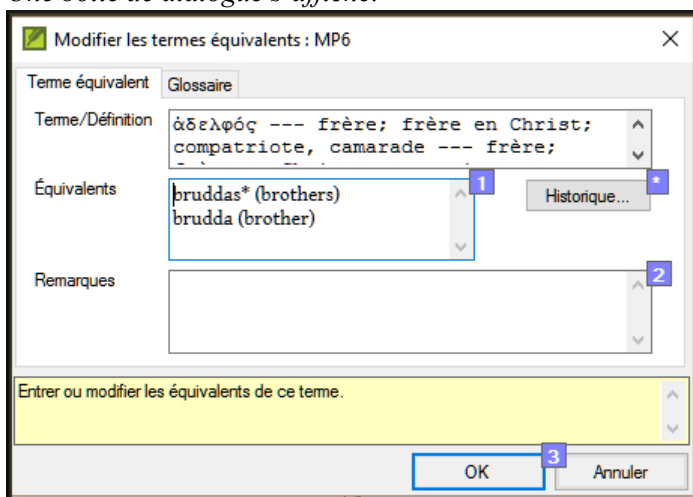 Une boîte de dialogue s'affiche.
Modifier les termes équivalents : MP6
Terme équivalent Glossaire
Terme/Définition
ἀδελφός --- frère; frère en Christ;
compatriote, camarade --- frère;
Équivalents
bruddas* (brothers)
brudda (brother)
1
Historique...
*
Remarques
2
Entrer ou modifier les équivalents de ce terme.
OK
3
Annuler